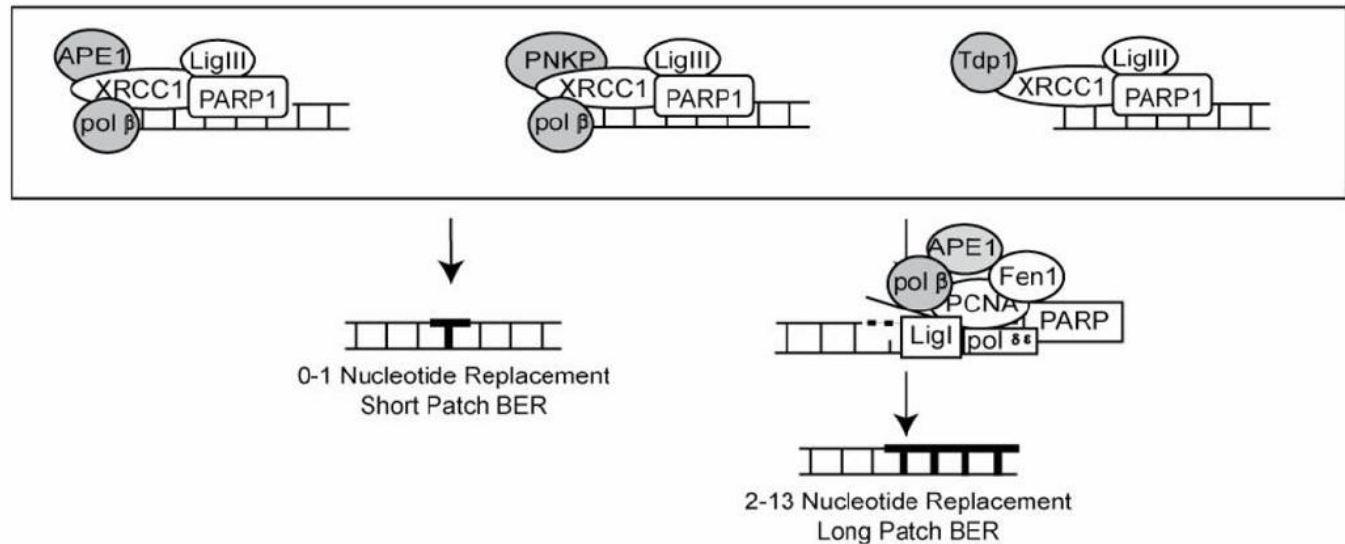 APE1
LigIII
XRCC1
PARP1
pol β
PNKP
LigIII
XRCC1
PARP1
pol β
Tdp1
LigIII
XRCC1
PARP1
APE1
pol β
Fen1
PCNA
PARP
LigI
pol δε
0-1 Nucleotide Replacement
Short Patch BER
2-13 Nucleotide Replacement
Long Patch BER